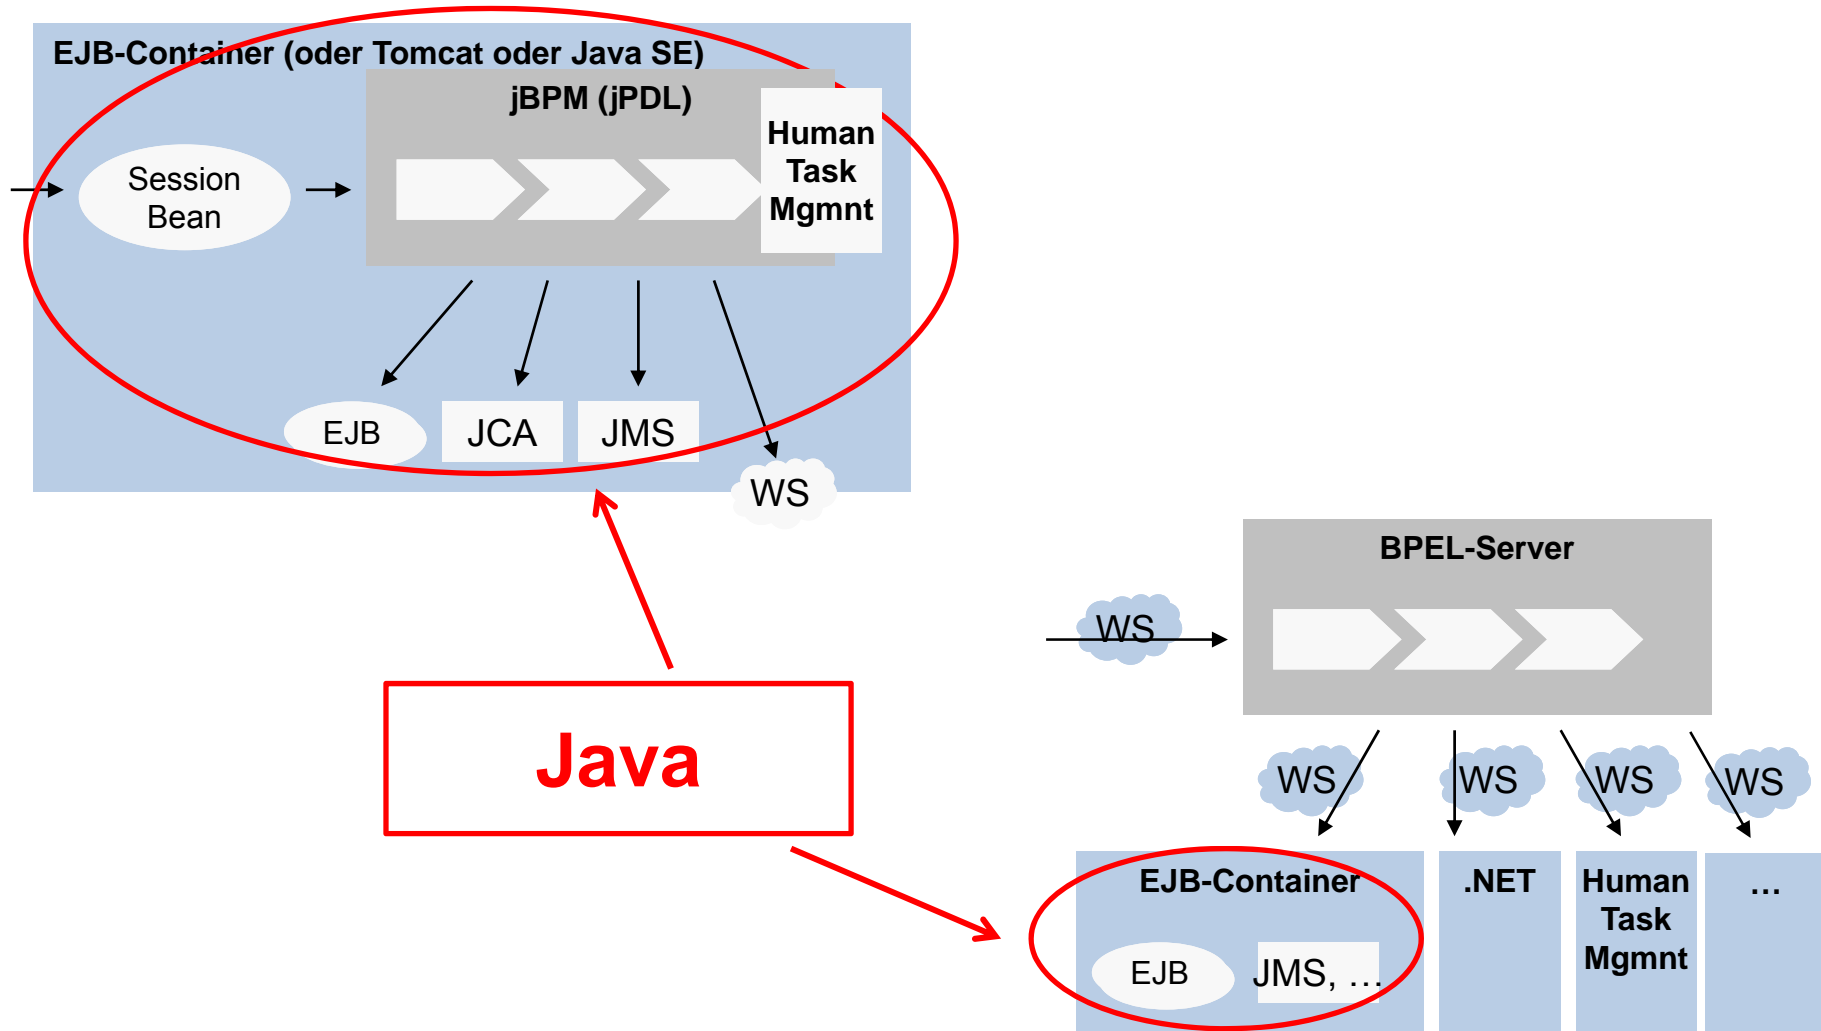 EJB-Container (oder Tomcat oder Java SE)
jBPM (jPDL)
Human
Task
Mgmnt
Session
Bean
EJB
JCA
JMS
WS
BPEL-Server
WS
Java
WS
WS
WS
WS
EJB-Container
.NET
Human
Task
Mgmnt
...
EJB
JMS, ...